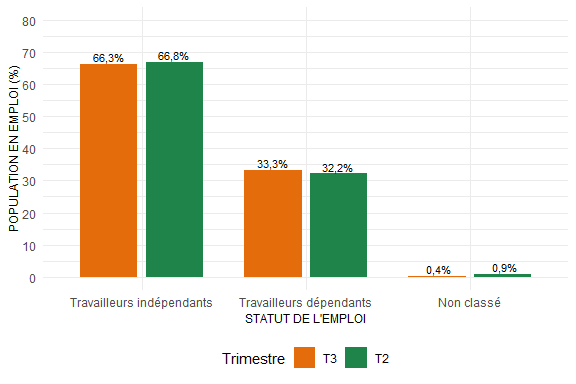 80
70
60
50
40
30
20
10
0
POPULATION EN EMPLOI (%)
66,3%
66,8%
33,3%
32,2%
0,4%
0,9%
Travailleurs indépendants
Travailleurs dépendants
Non classé
STATUT DE L'EMPLOI
Trimestre T3 T2